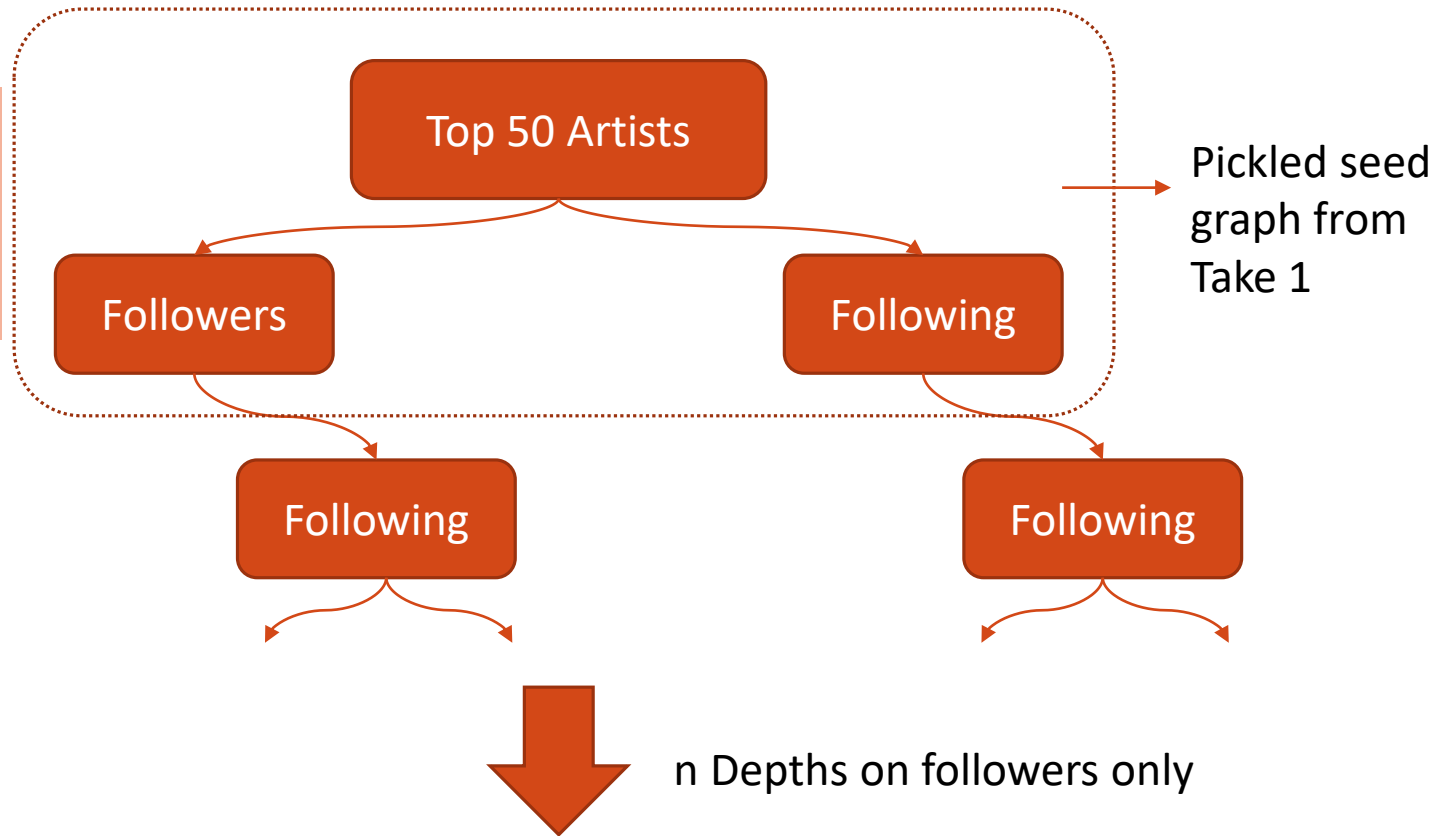 Top 50 Artists
Pickled seed
graph from
Take 1
Followers
Following
Following
Following
n Depths on followers only